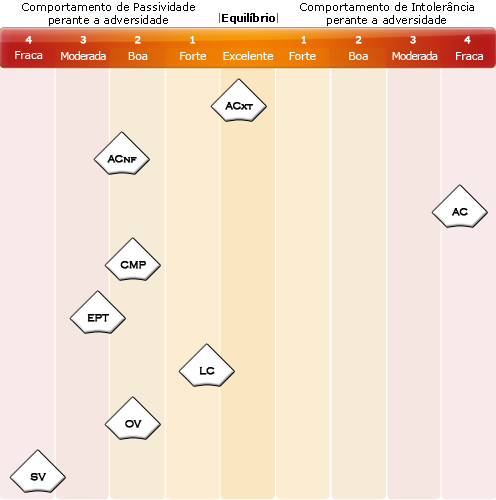 Comportamento de Passividade
perante a adversidade
|Equilíbrio|
Comportamento de Intolerância
perante a adversidade
4 3 2 1 1 2 3 4
Fraca Moderada Boa Forte Excelente Forte Boa Moderada Fraca
ACXT
ACNF
AC
CMP
EPT
LC
OV
SV